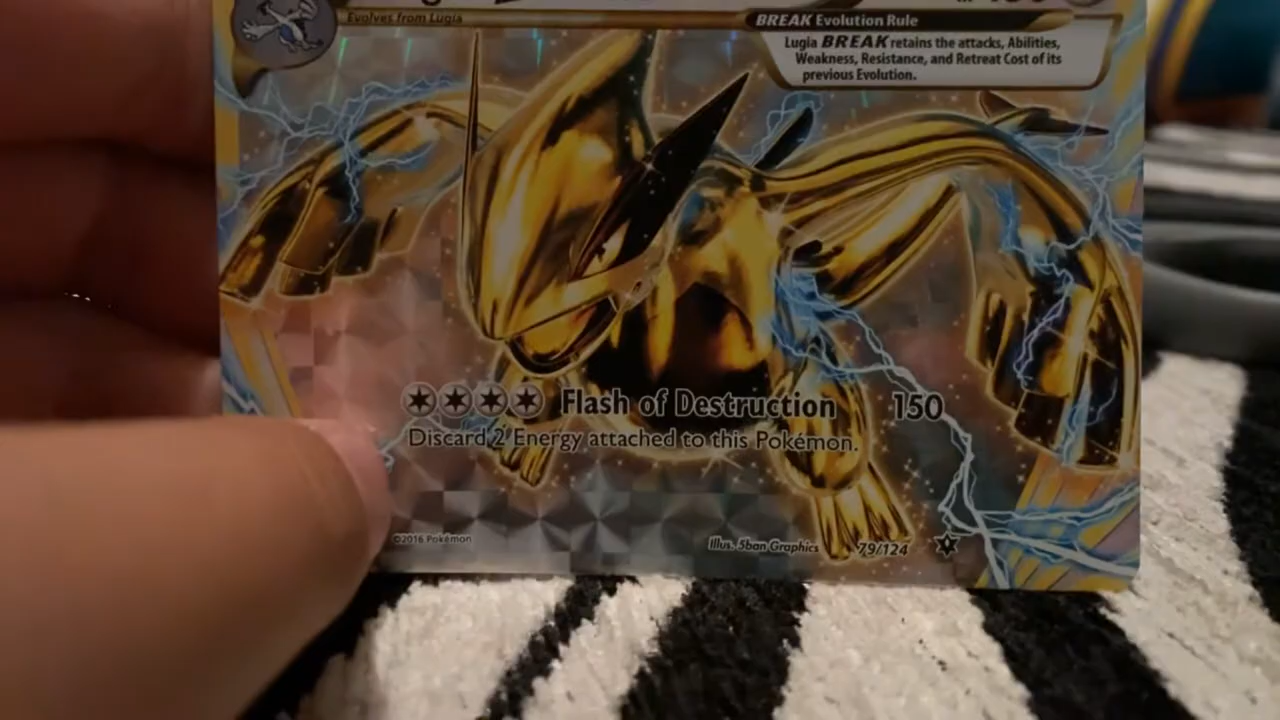 Evolves from Lugia
BREAK Evolution Rule
Lugia BREAK retains the attacks, Abilities,
Weakness, Resistance, and Retreat Cost of its
previous Evolution.
Flash of Destruction 150
Discard 2 Energy attached to this Pokémon.
©2016 Pokémon
Illus. 5ban Graphics
79/124